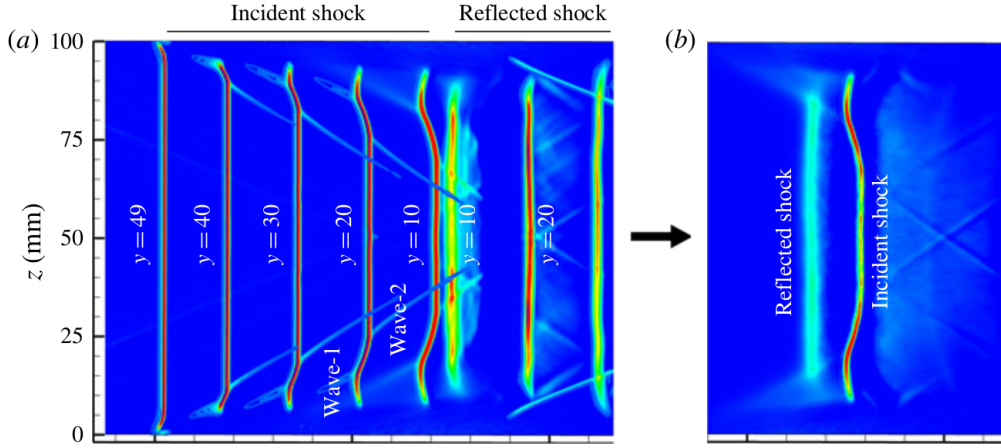 Incident shock
Reflected shock
(a)
(b)
100
75
50
25
0
z (mm)
y = 49
y = 40
y = 30
y = 20
y = 10
y = 10
y = 20
Wave-1
Wave-2
Reflected shock
Incident shock